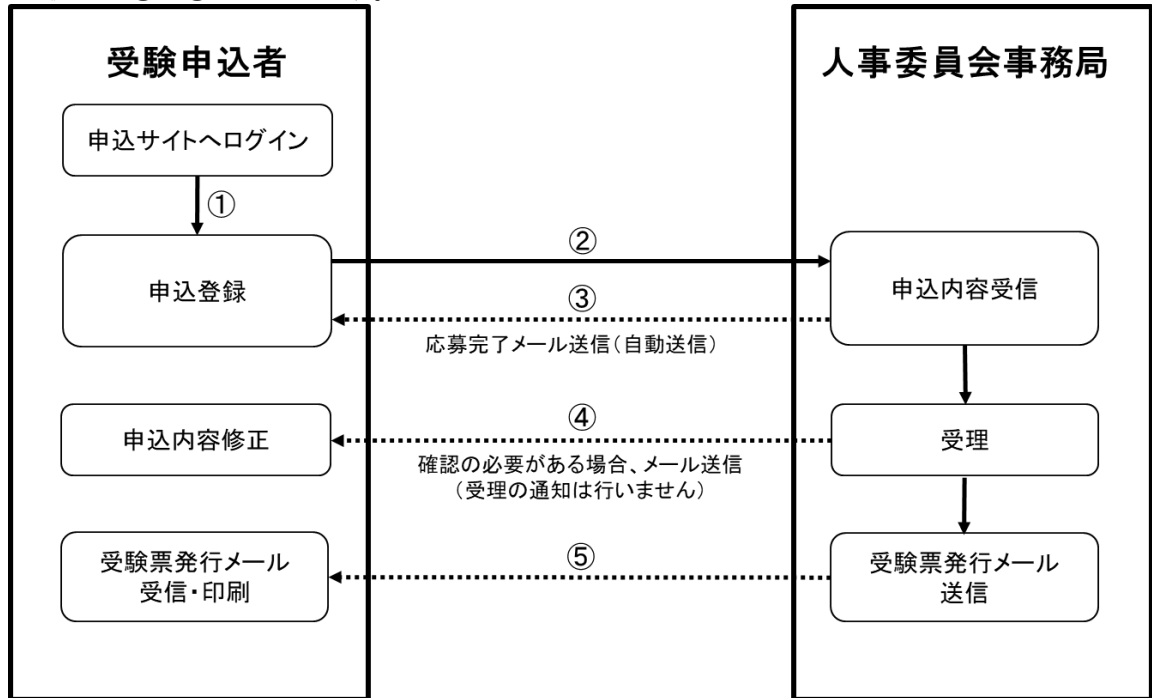 受験申込者
人事委員会事務局
申込サイトへログイン
①
申込登録
②
申込内容受信
③
応募完了メール送信(自動送信)
申込内容修正
④
受理
確認の必要がある場合、メール送信
(受理の通知は行いません)
受験票発行メール
受信・印刷
⑤
受験票発行メール
送信